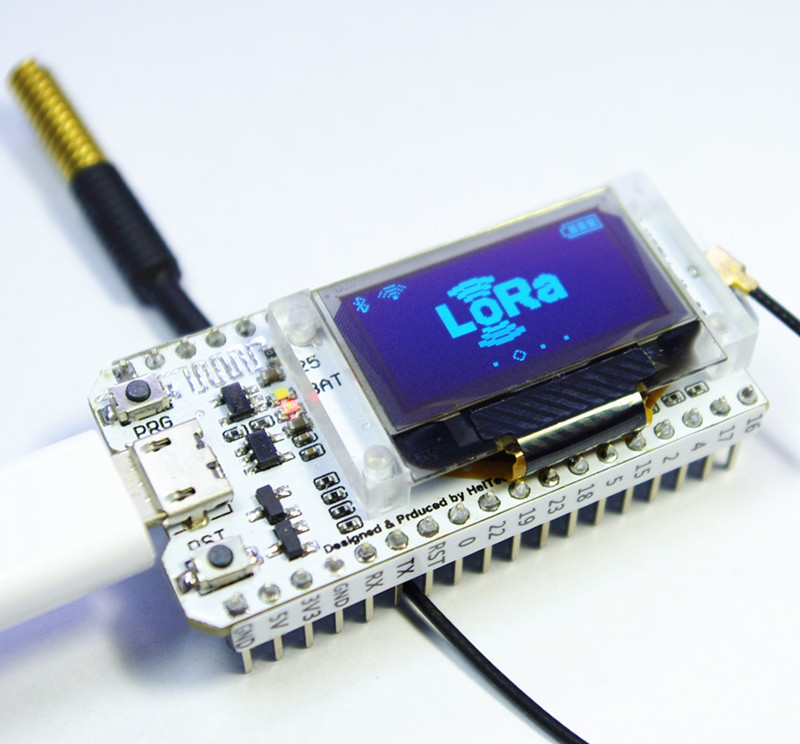 LoRa
25
BAT
PRG
RST
Designed & Prduced by HelTe
GND
5V
3V3
GND
RX
TX
RST
0
22
19
23
18
5
15
2
4
17
16